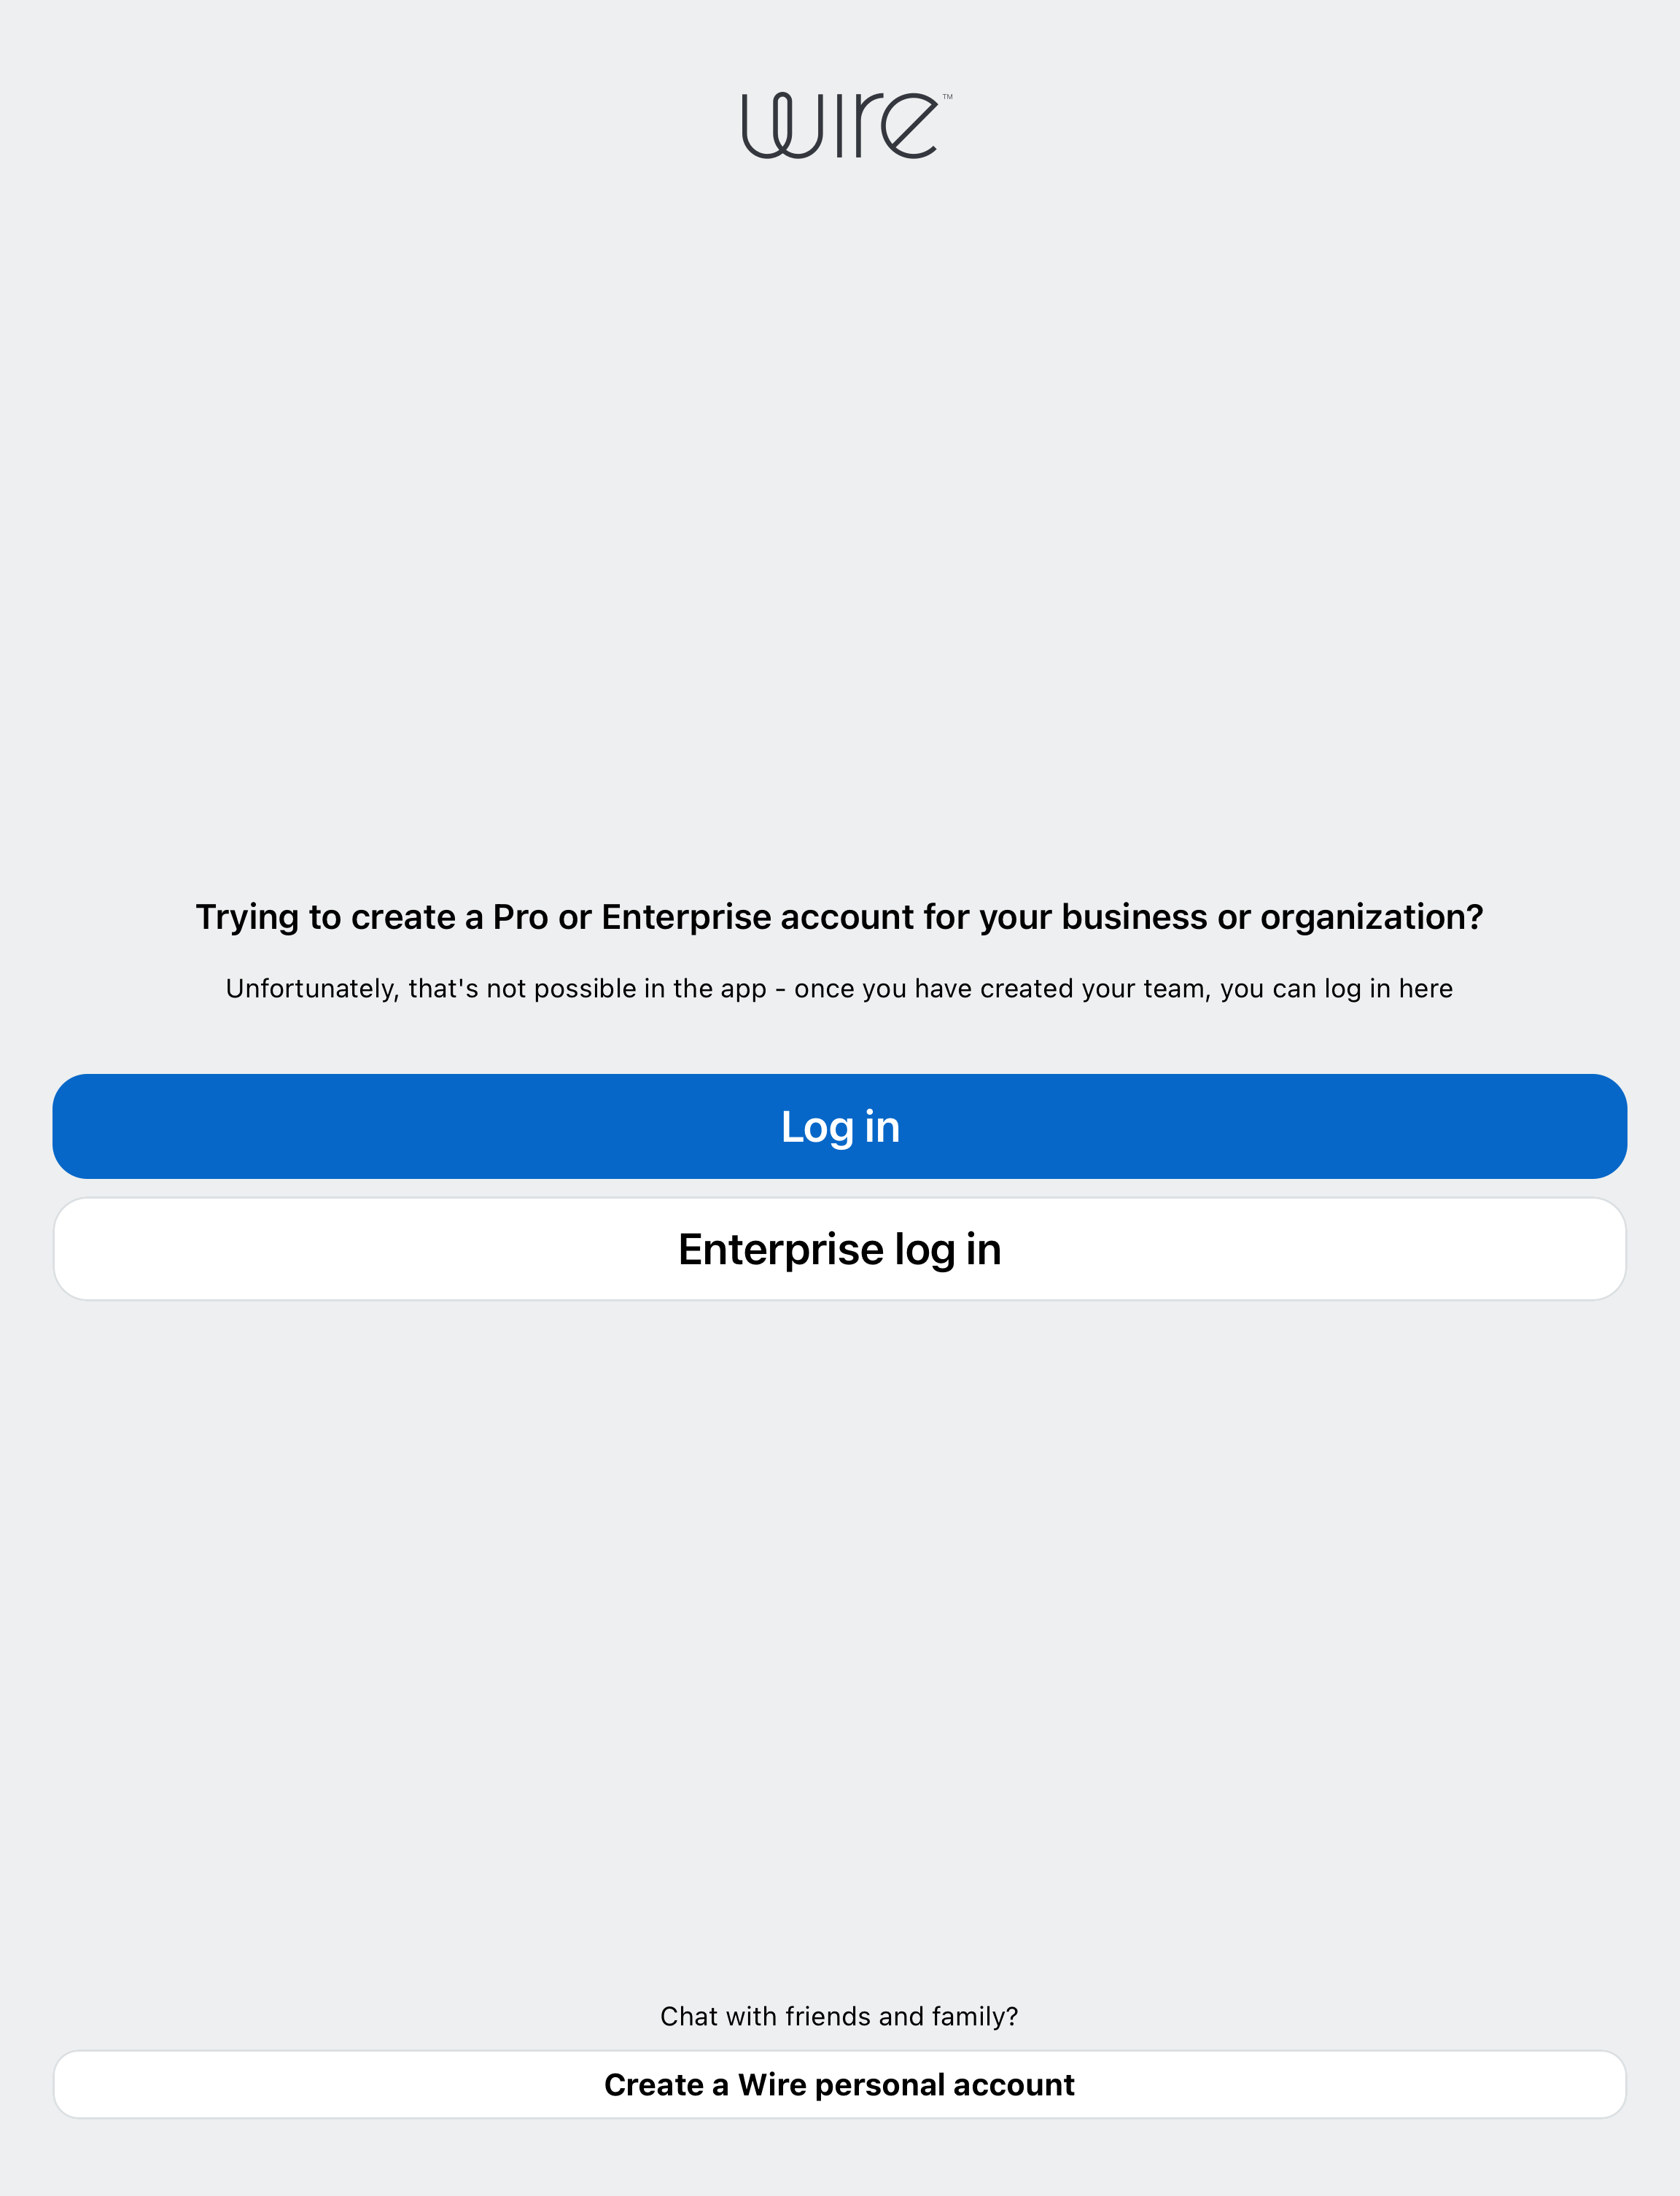 wire™
Trying to create a Pro or Enterprise account for your business or organization?
Unfortunately, that's not possible in the app - once you have created your team, you can log in here
Log in
Enterprise log in
Chat with friends and family?
Create a Wire personal account